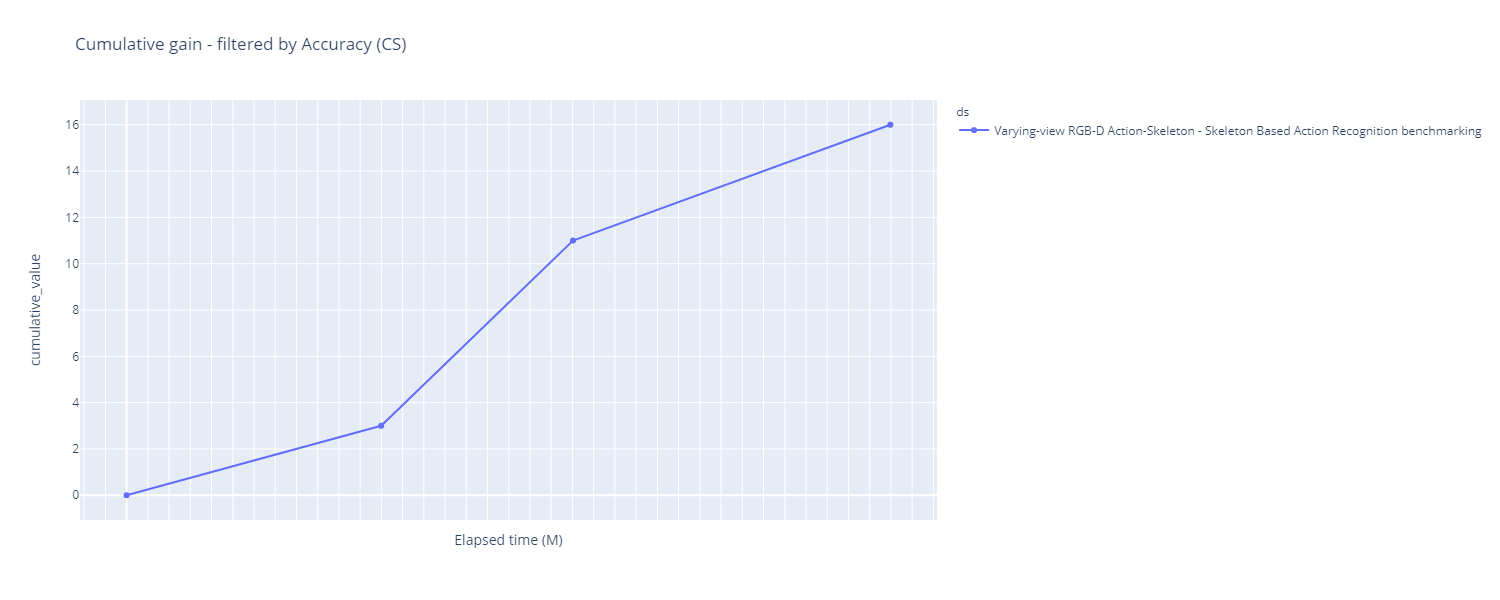 Cumulative gain - filtered by Accuracy (CS)
ds
Varying-view RGB-D Action-Skeleton - Skeleton Based Action Recognition benchmarking
16
14
12
10
8
6
4
2
0
cumulative_value
Elapsed time (M)